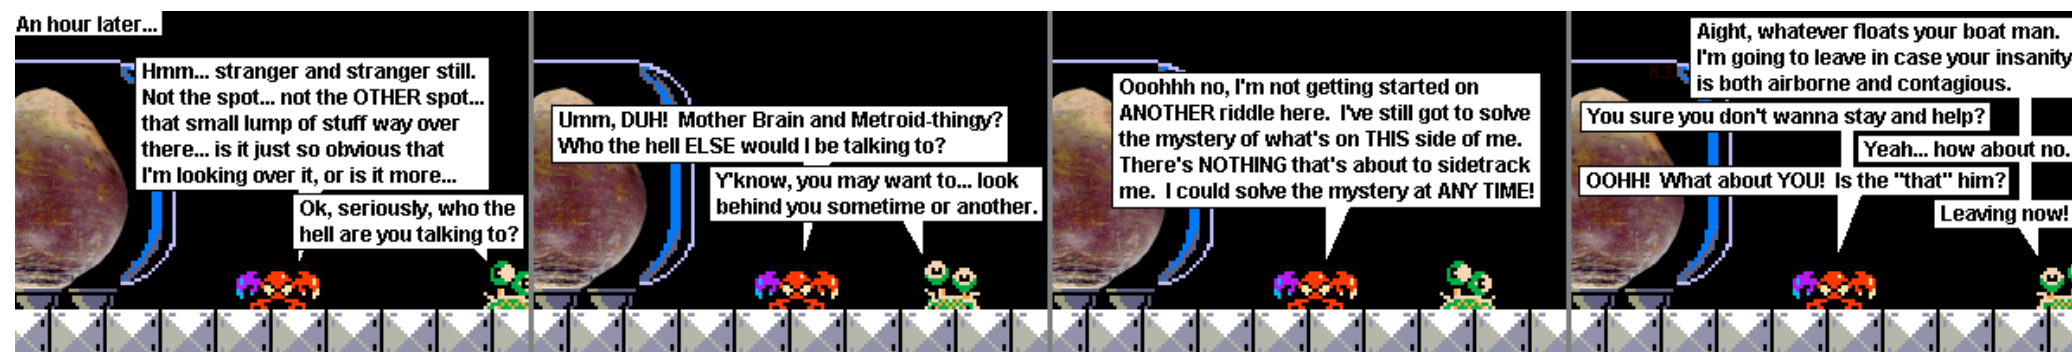 An hour later...
Hmm... stranger and stranger still.
Not the spot... not the OTHER spot...
that small lump of stuff way over
there... is it just so obvious that
I'm looking over it, or is it more...
Ok, seriously, who the
hell are you talking to?
Umm, DUH!  Mother Brain and Metroid-thingy?
Who the hell ELSE would I be talking to?
Y'know, you may want to... look
behind you sometime or another.
Ooohhh no, I'm not getting started on
ANOTHER riddle here.  I've still got to solve
the mystery of what's on THIS side of me.
There's NOTHING that's about to sidetrack
me.  I could solve the mystery at ANY TIME!
Aight, whatever floats your boat man.
I'm going to leave in case your insanity
is both airborne and contagious.
You sure you don't wanna stay and help?
Yeah... how about no.
OOHH!  What about YOU!  Is the "that" him?
Leaving now!